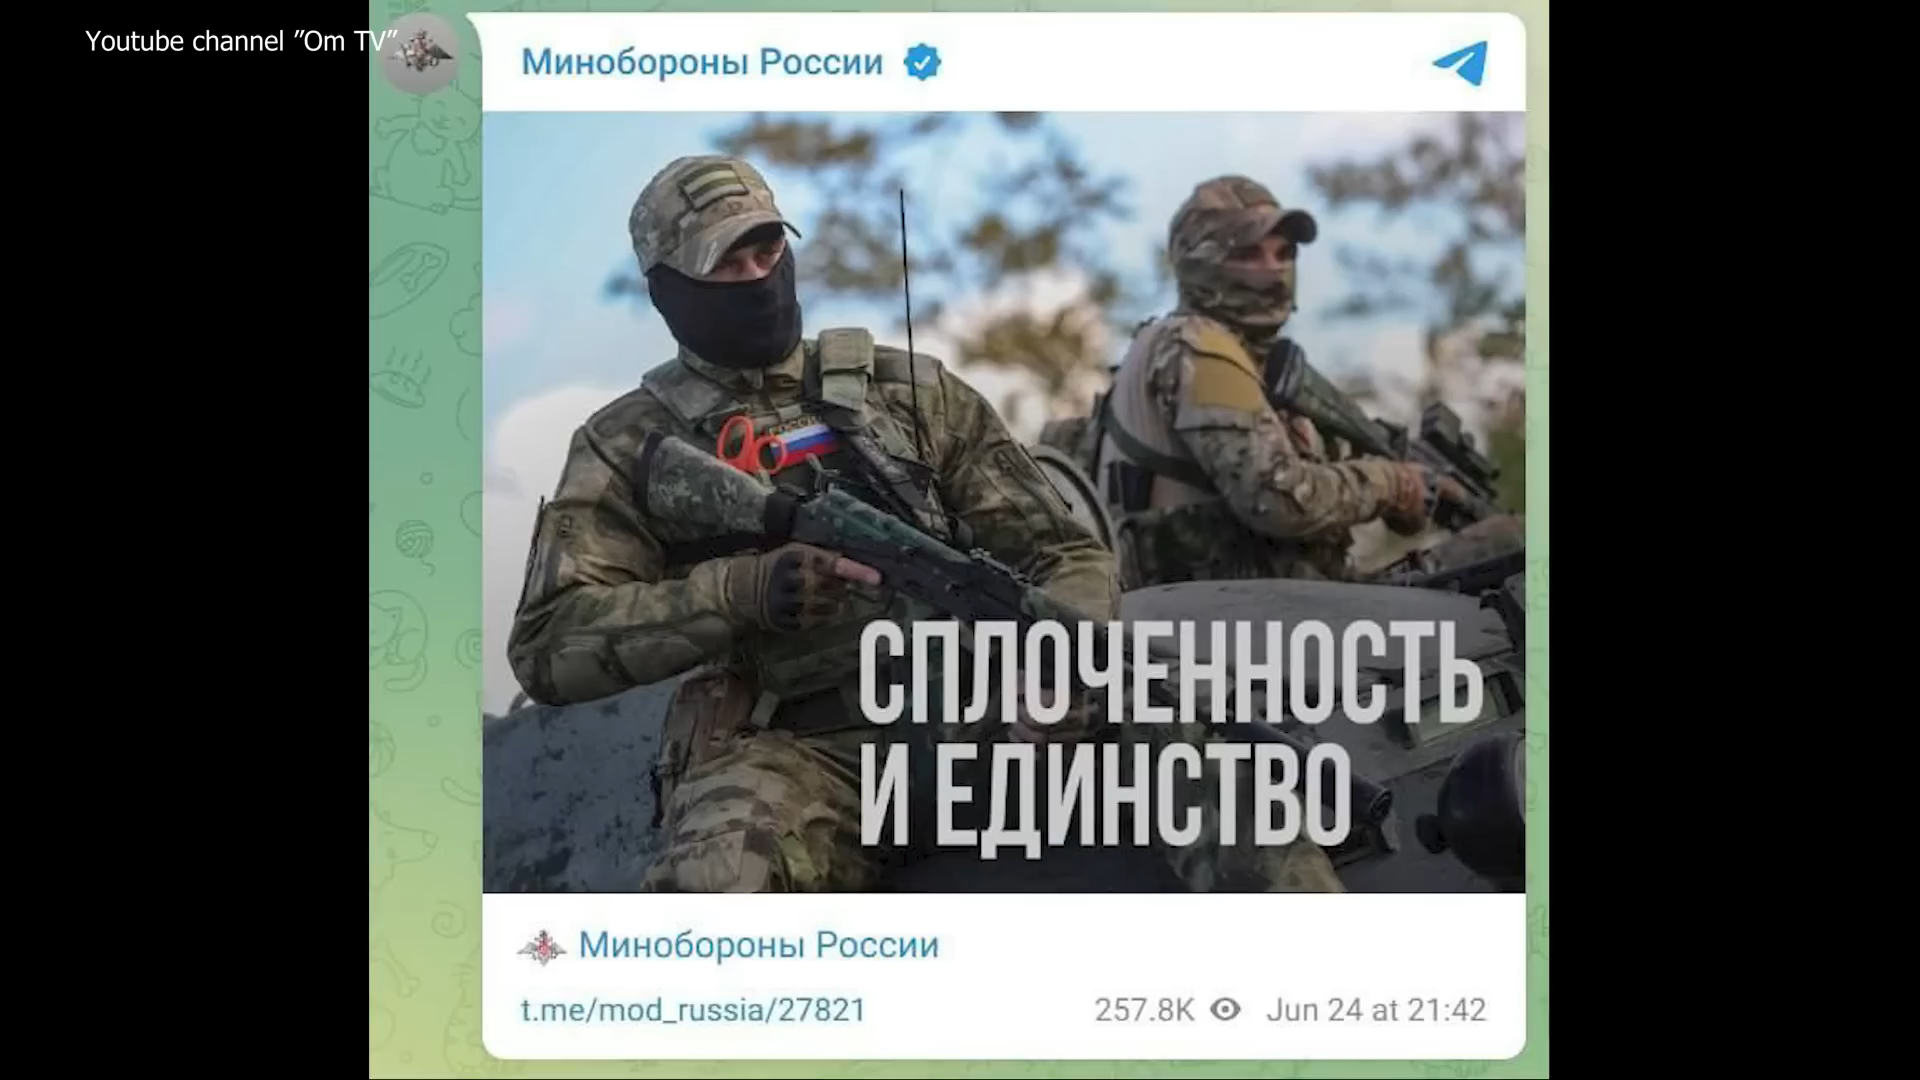 Youtube channel ”Om TV”
Минобороны России
РОССИЯ
СПЛОЧЕННОСТЬ
И ЕДИНСТВО
Минобороны России
t.me/mod_russia/27821
257.8K Jun 24 at 21:42